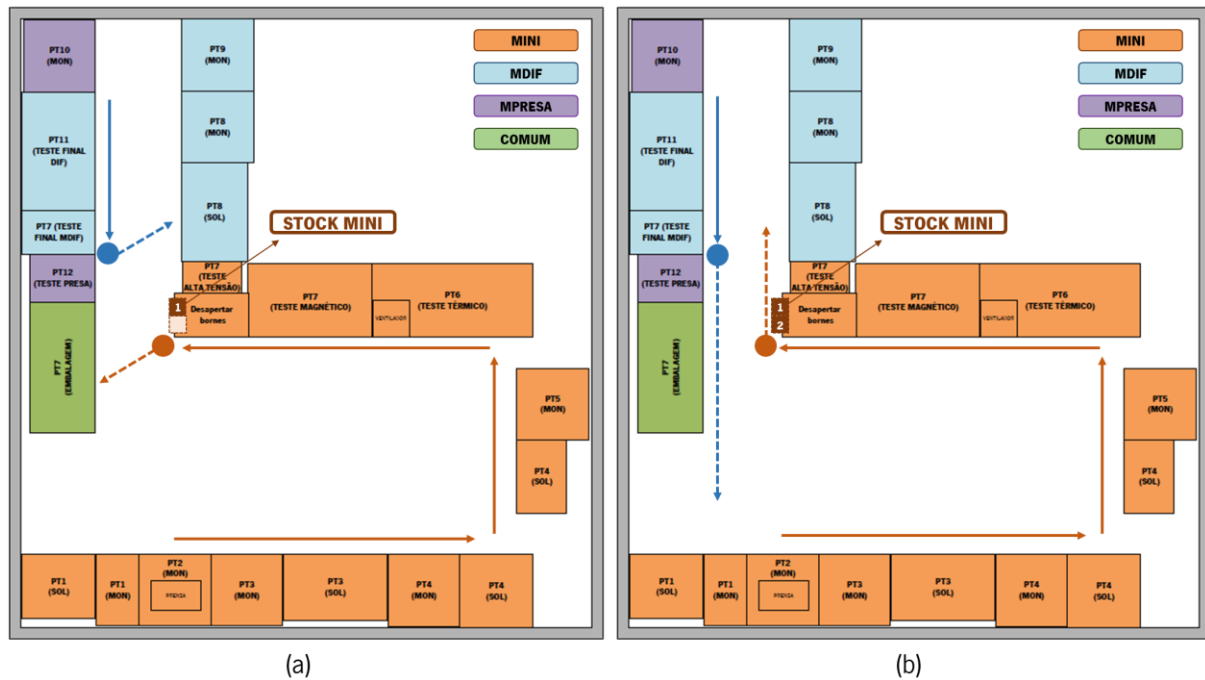 PT10
(MON)
PT11
(TESTE FINAL
DIF)
PT7 (TESTE
FINAL MDIF)
PT12
(TESTE PRESA)
PT7
(EMBALAGEM)
PT9
(MON)
PT8
(MON)
PT8
(SOL)
MINI
MDIF
MPRESA
COMUM
STOCK MINI
PT7
(TESTE
ALTA TENSÃO)
1
Desapertar
bornes
PT7
(TESTE MAGNÉTICO)
VENTILADOR
PT6
(TESTE TÉRMICO)
PT5
(MON)
PT4
(SOL)
PT1
(SOL)
PT1
(MON)
PT2
(MON)
PRENSA
PT3
(MON)
PT3
(SOL)
PT4
(MON)
PT4
(SOL)
(a)
PT10
(MON)
PT11
(TESTE FINAL
DIF)
PT7 (TESTE
FINAL MDIF)
PT12
(TESTE PRESA)
PT7
(EMBALAGEM)
PT9
(MON)
PT8
(MON)
PT8
(SOL)
MINI
MDIF
MPRESA
COMUM
STOCK MINI
PT7
(TESTE
ALTA TENSÃO)
1
2
Desapertar
bornes
PT7
(TESTE MAGNÉTICO)
VENTILADOR
PT6
(TESTE TÉRMICO)
PT5
(MON)
PT4
(SOL)
PT1
(SOL)
PT1
(MON)
PT2
(MON)
PRENSA
PT3
(MON)
PT3
(SOL)
PT4
(MON)
PT4
(SOL)
(b)